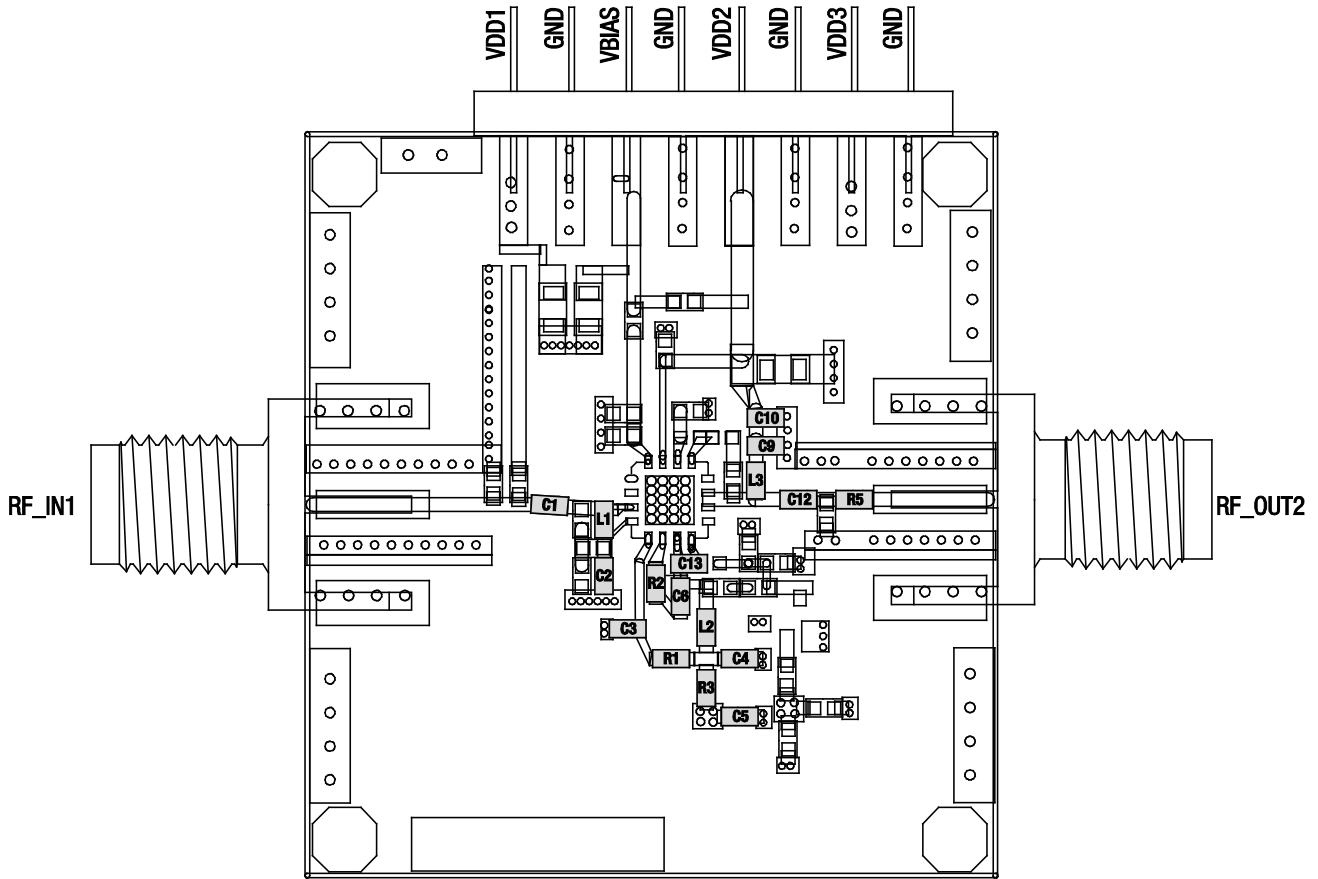 VDD1
GND
VBIAS
GND
VDD2
GND
VDD3
GND
C10
C9
L3
RF_IN1
C1
L1
C12
R5
RF_OUT2
C13
C2
R2
C6
C3
L2
R1
C4
R3
C5